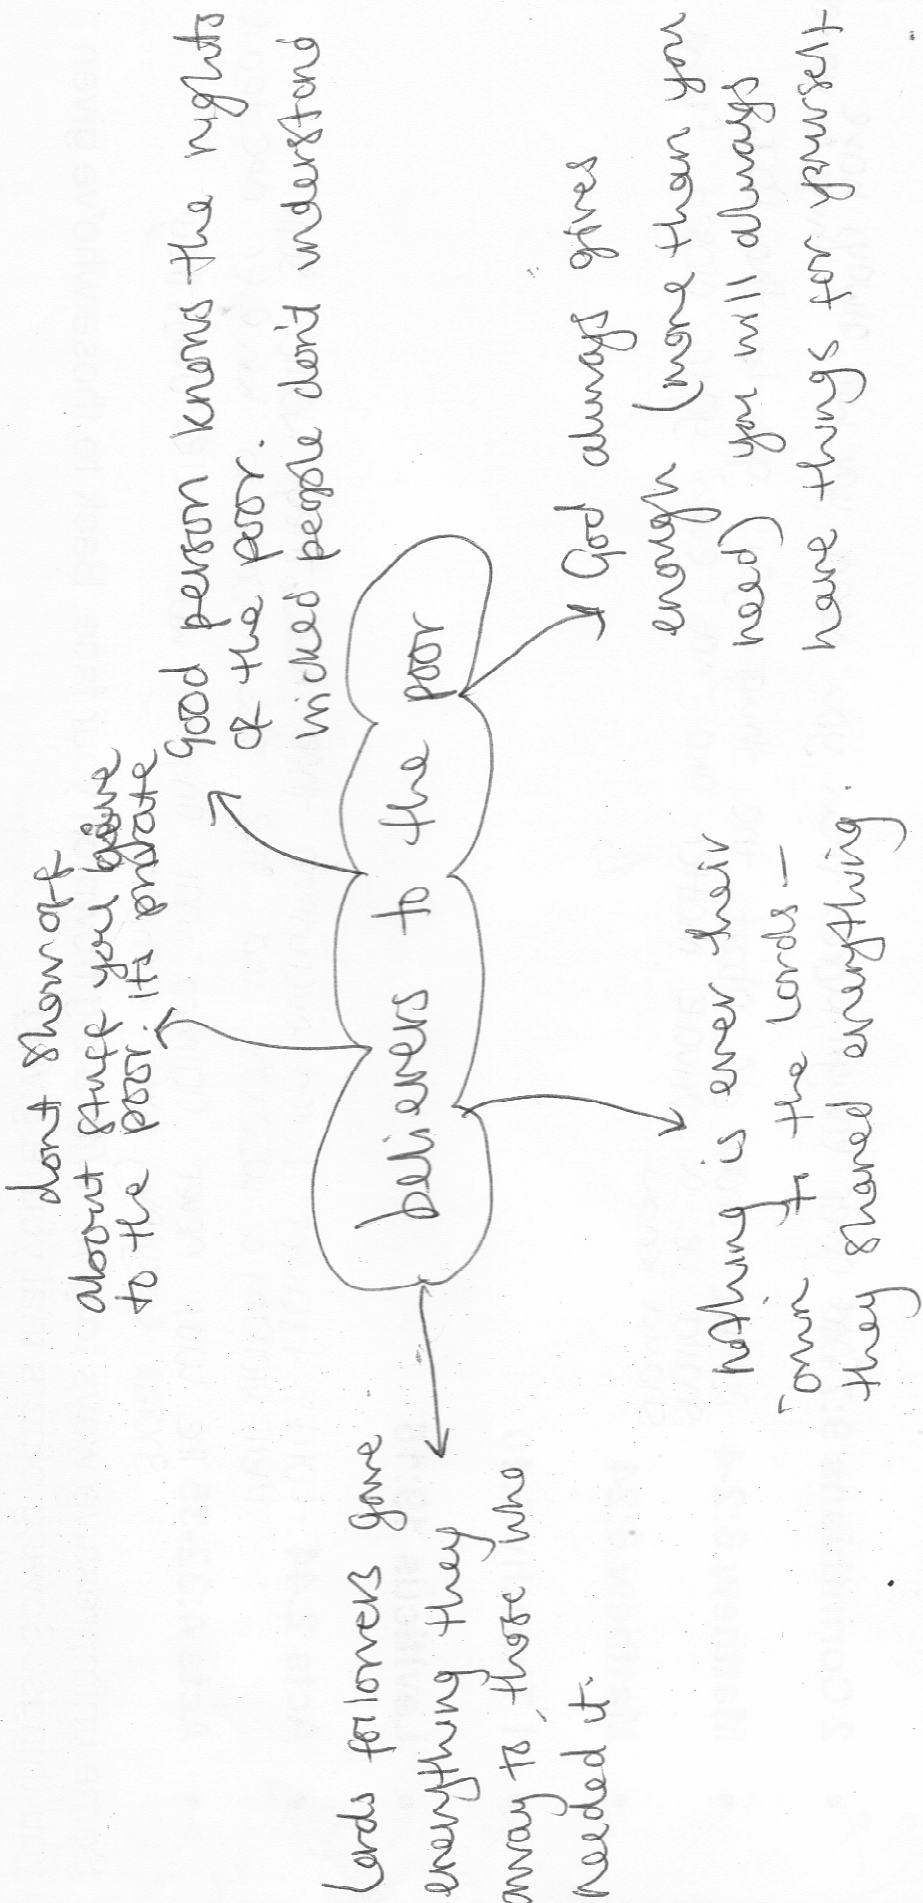 dont show off
about stuff you give
to the poor. its private
Good person knows the rights
of the poor.
wicked people don't understand
Lords followers gave
everything they
away to, those who
needed it.
believers to the poor
God always gives
enough (more than you
need) you will always
have things for yourself
nothing is ever heir
own + the lords –
they shared everything.